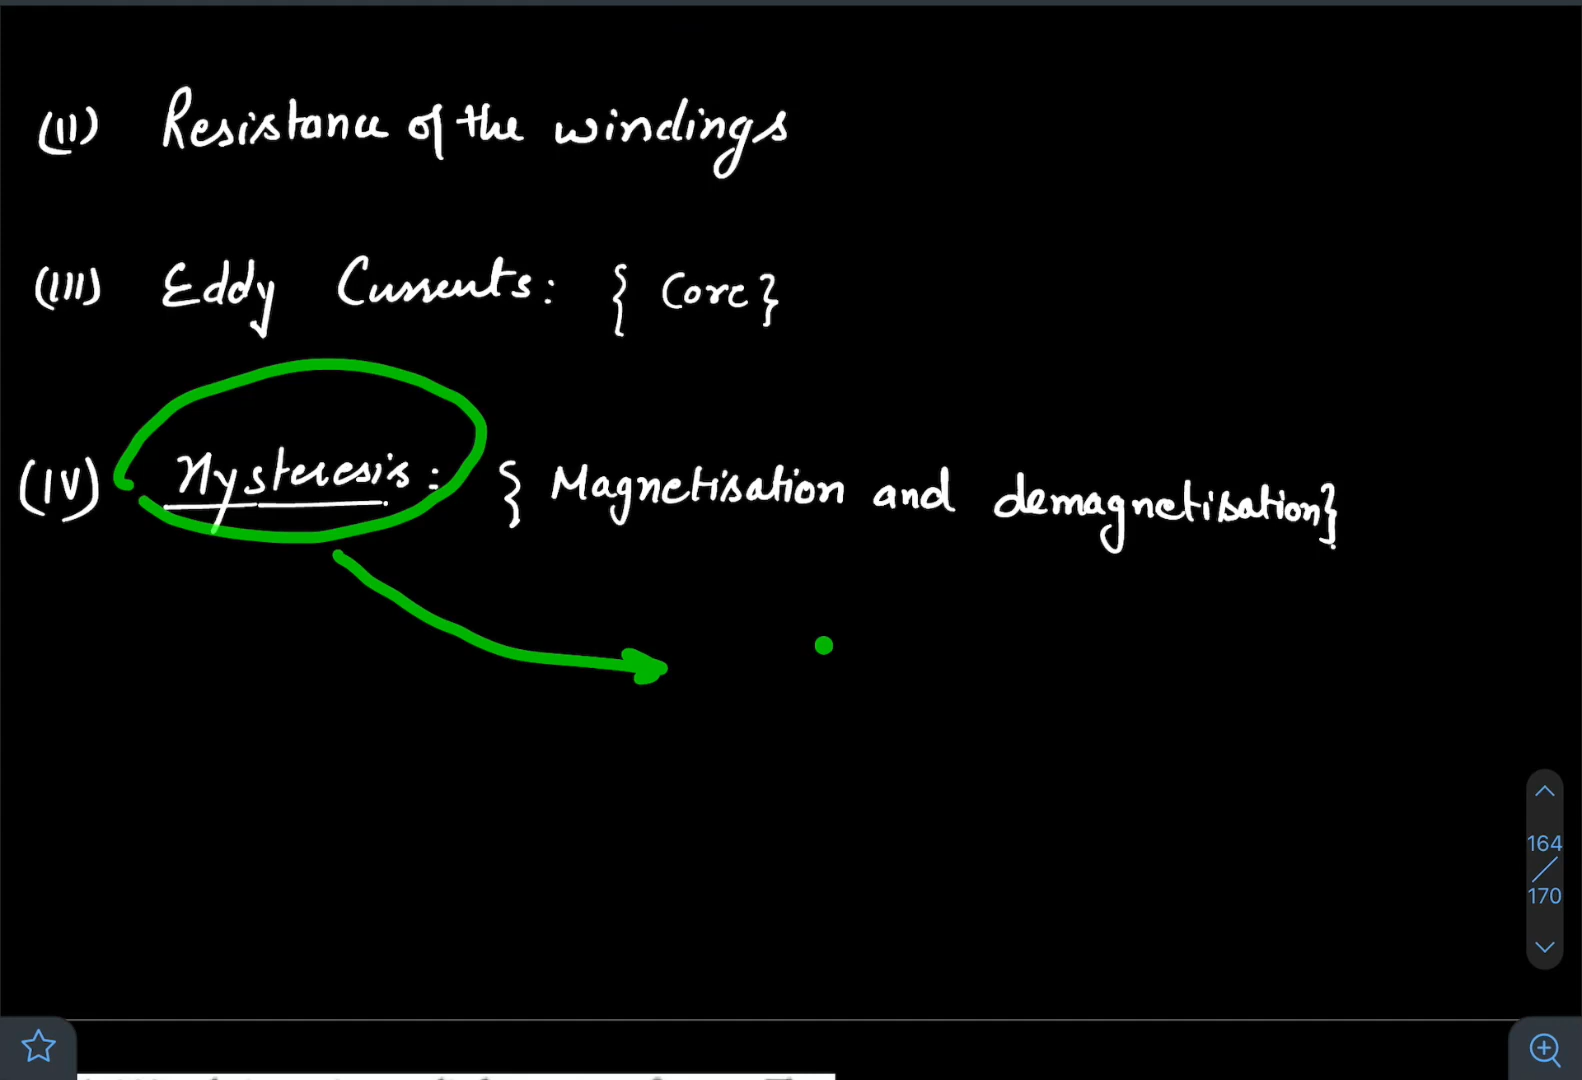 (II) Resistance of the windings
(III) Eddy Currents: { Core }
(IV) Hysteresis: { Magnetisation and demagnetisation }
164
170